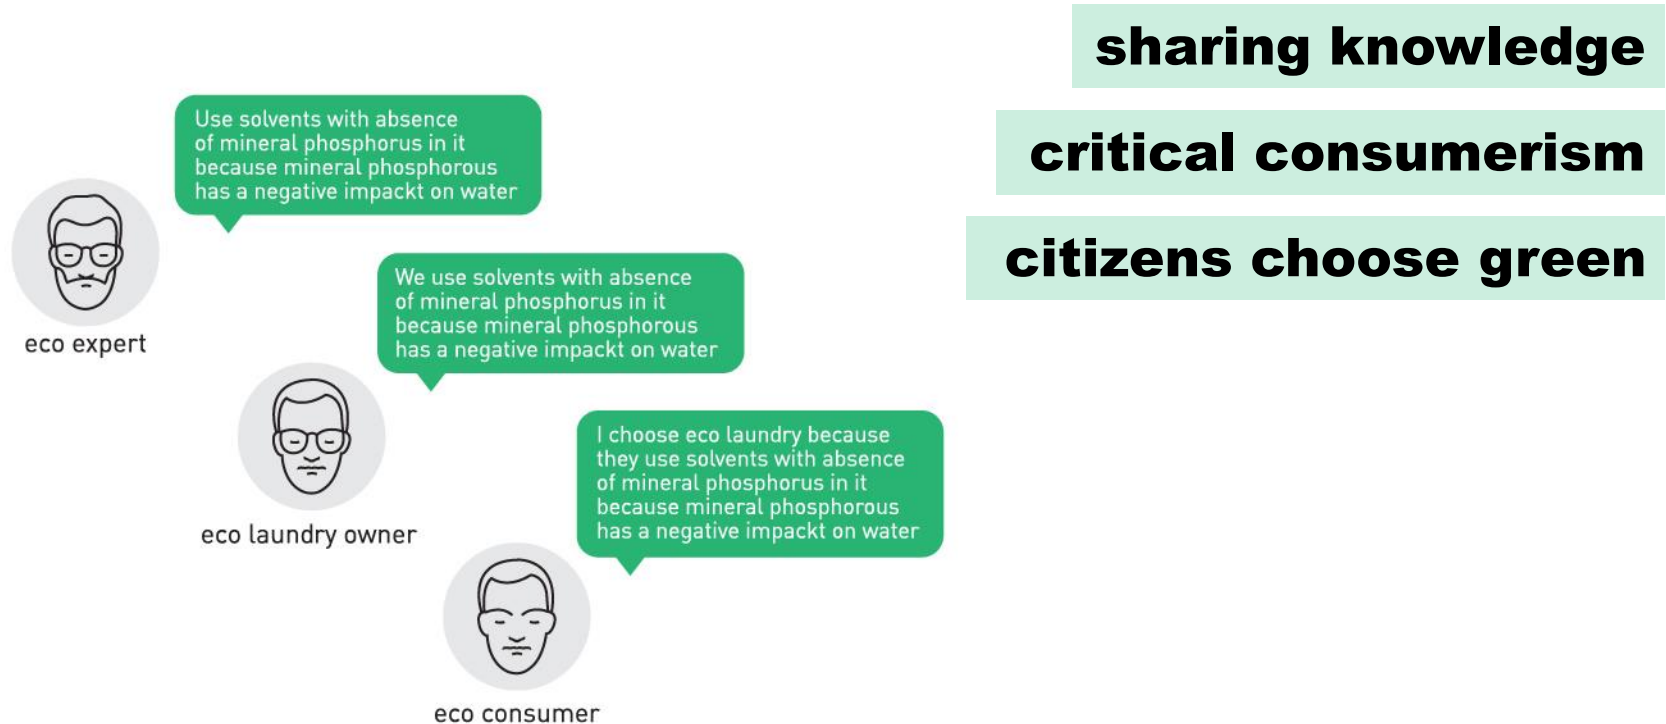 sharing knowledge
critical consumerism
citizens choose green
Use solvents with absence
of mineral phosphorus in it
because mineral phosphorous
has a negative impackt on water
eco expert
We use solvents with absence
of mineral phosphorus in it
because mineral phosphorous
has a negative impackt on water
eco laundry owner
I choose eco laundry because
they use solvents with absence
of mineral phosphorus in it
because mineral phosphorous
has a negative impackt on water
eco consumer